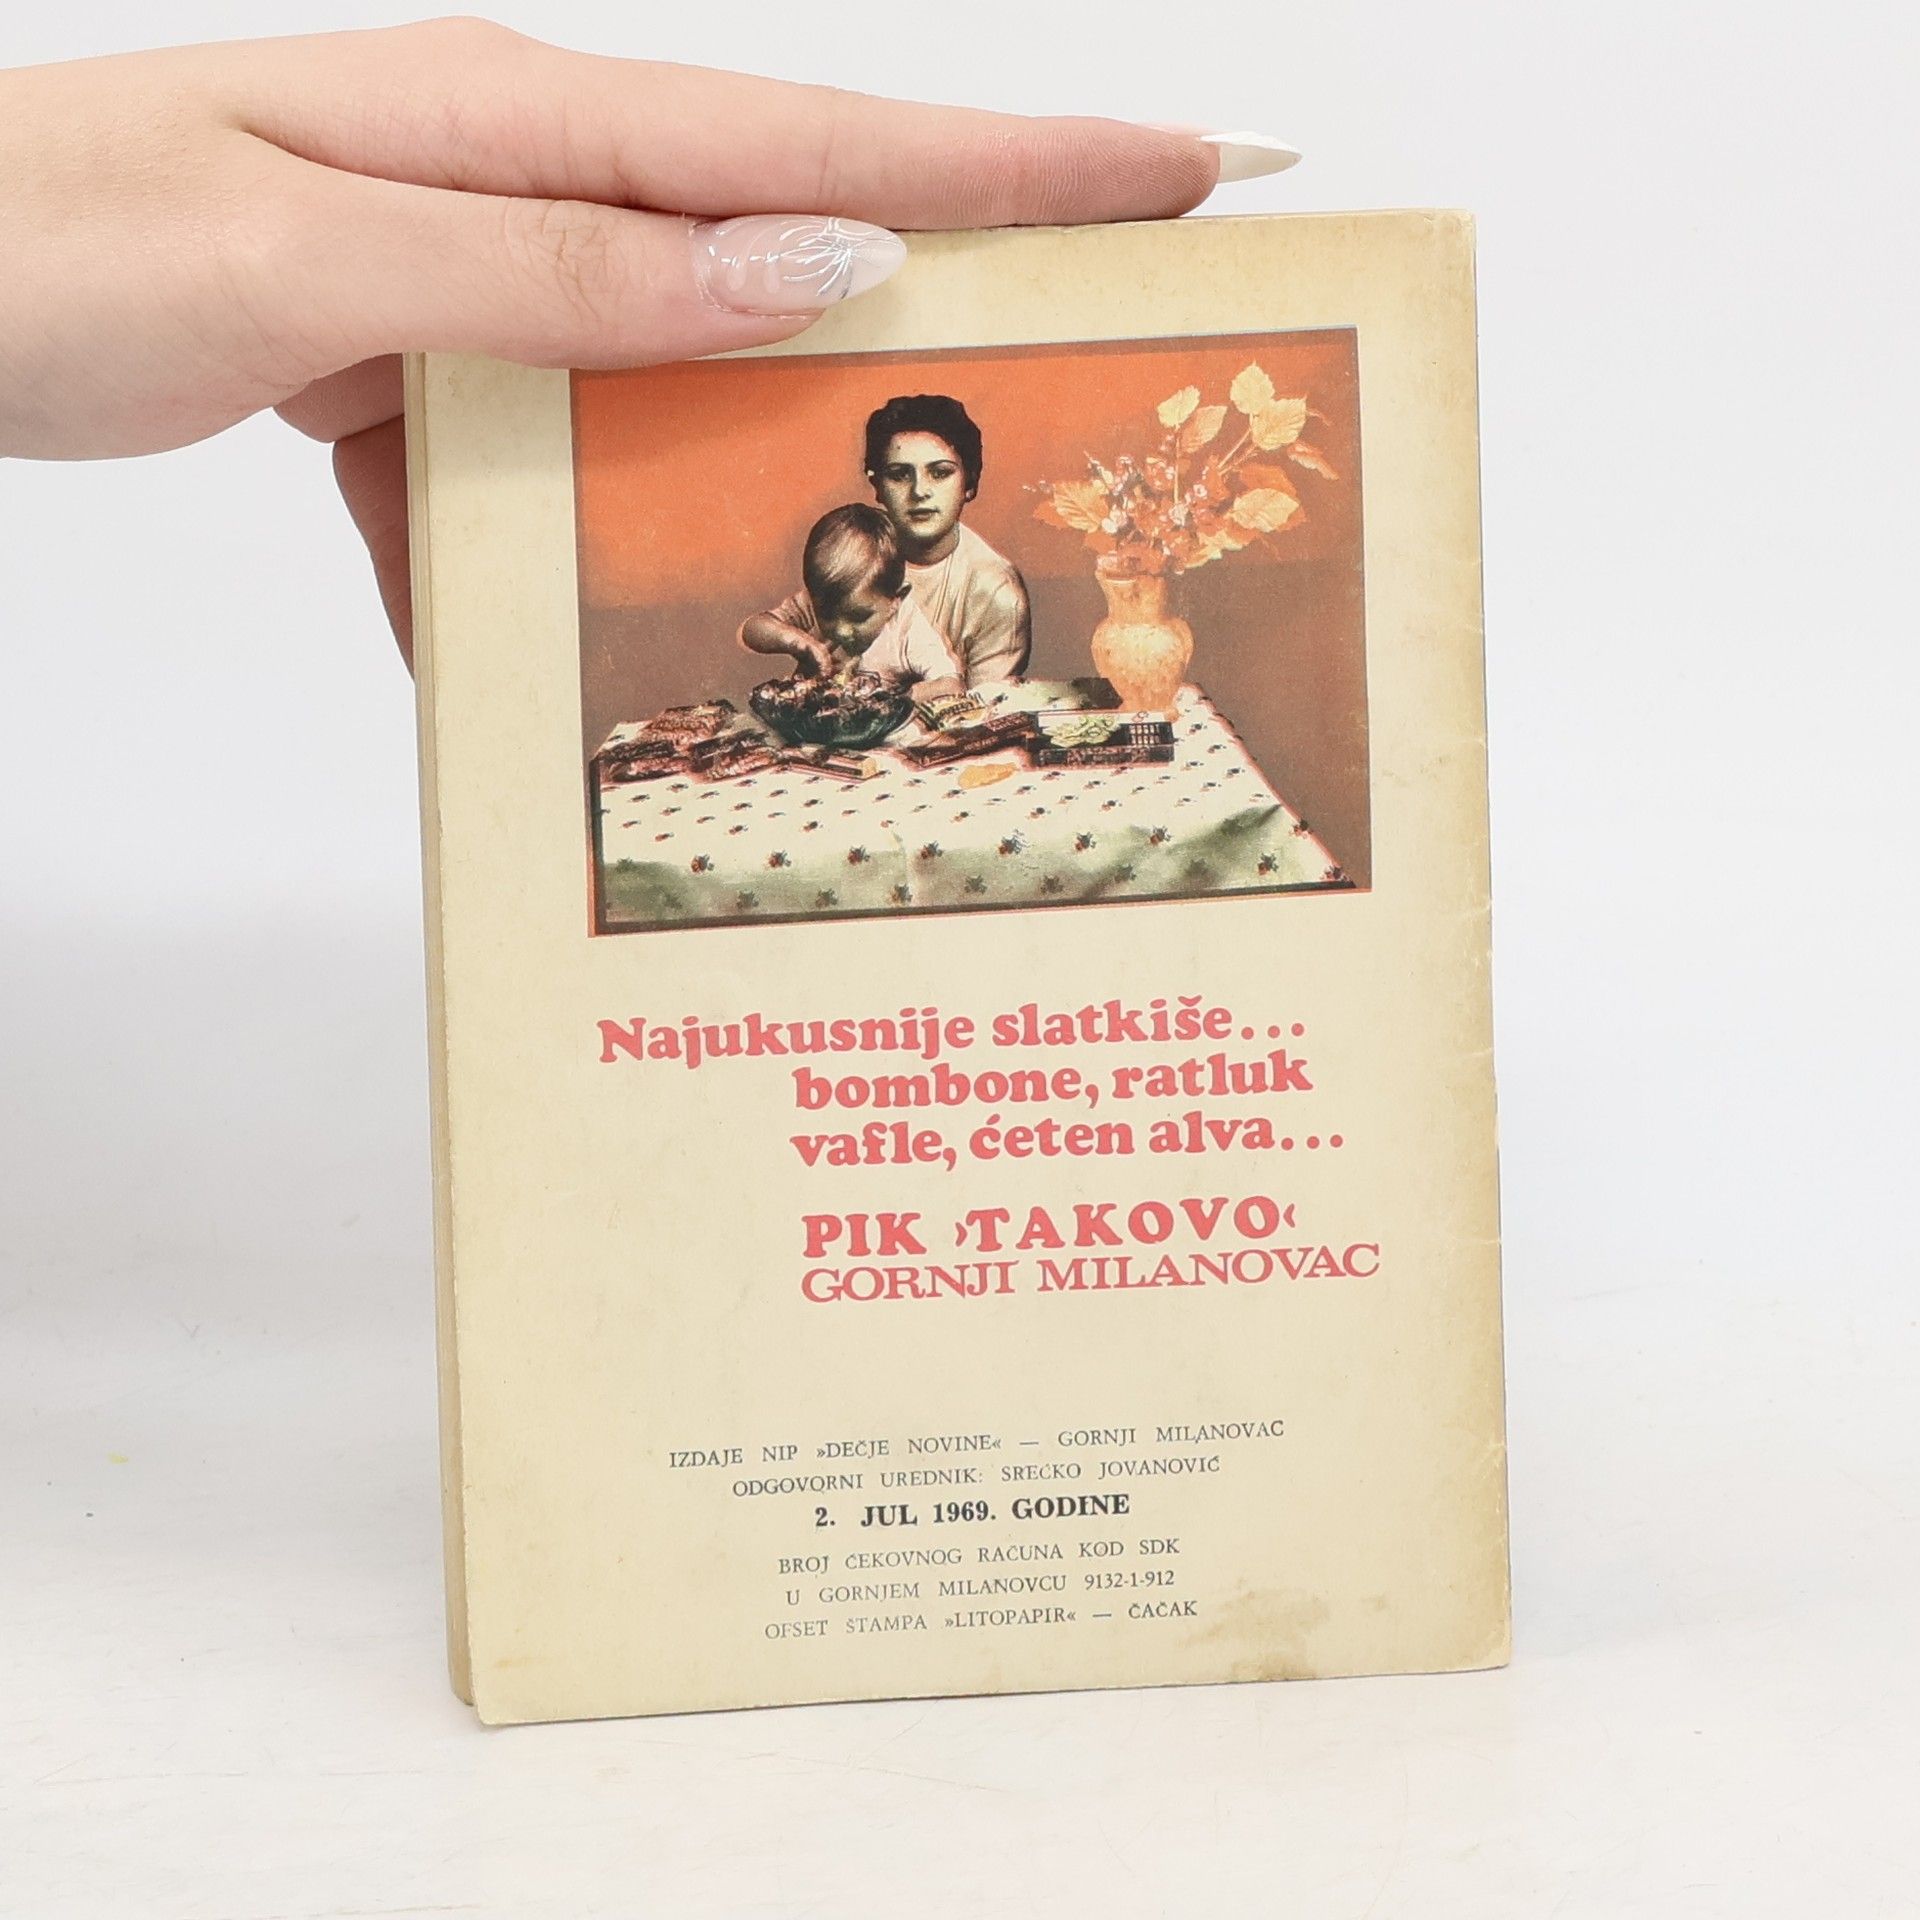 Najukusnije slatkiše...
bombone, ratluk
vafle, ćeten alva...
PIK ›TAKOVO‹
GORNJI MILANOVAC
IZDAJE NIP »DEČJE NOVINE« — GORNJI MILANOVAC
ODGOVORNI UREDNIK: SREĆKO JOVANOVIĆ
2. JUL 1969. GODINE
BROJ ČEKOVNOG RAČUNA KOD SDK
U GORNJEM MILANOVCU 9132-1-912
OFSET ŠTAMPA »LITOPAPIR« — ČAČAK